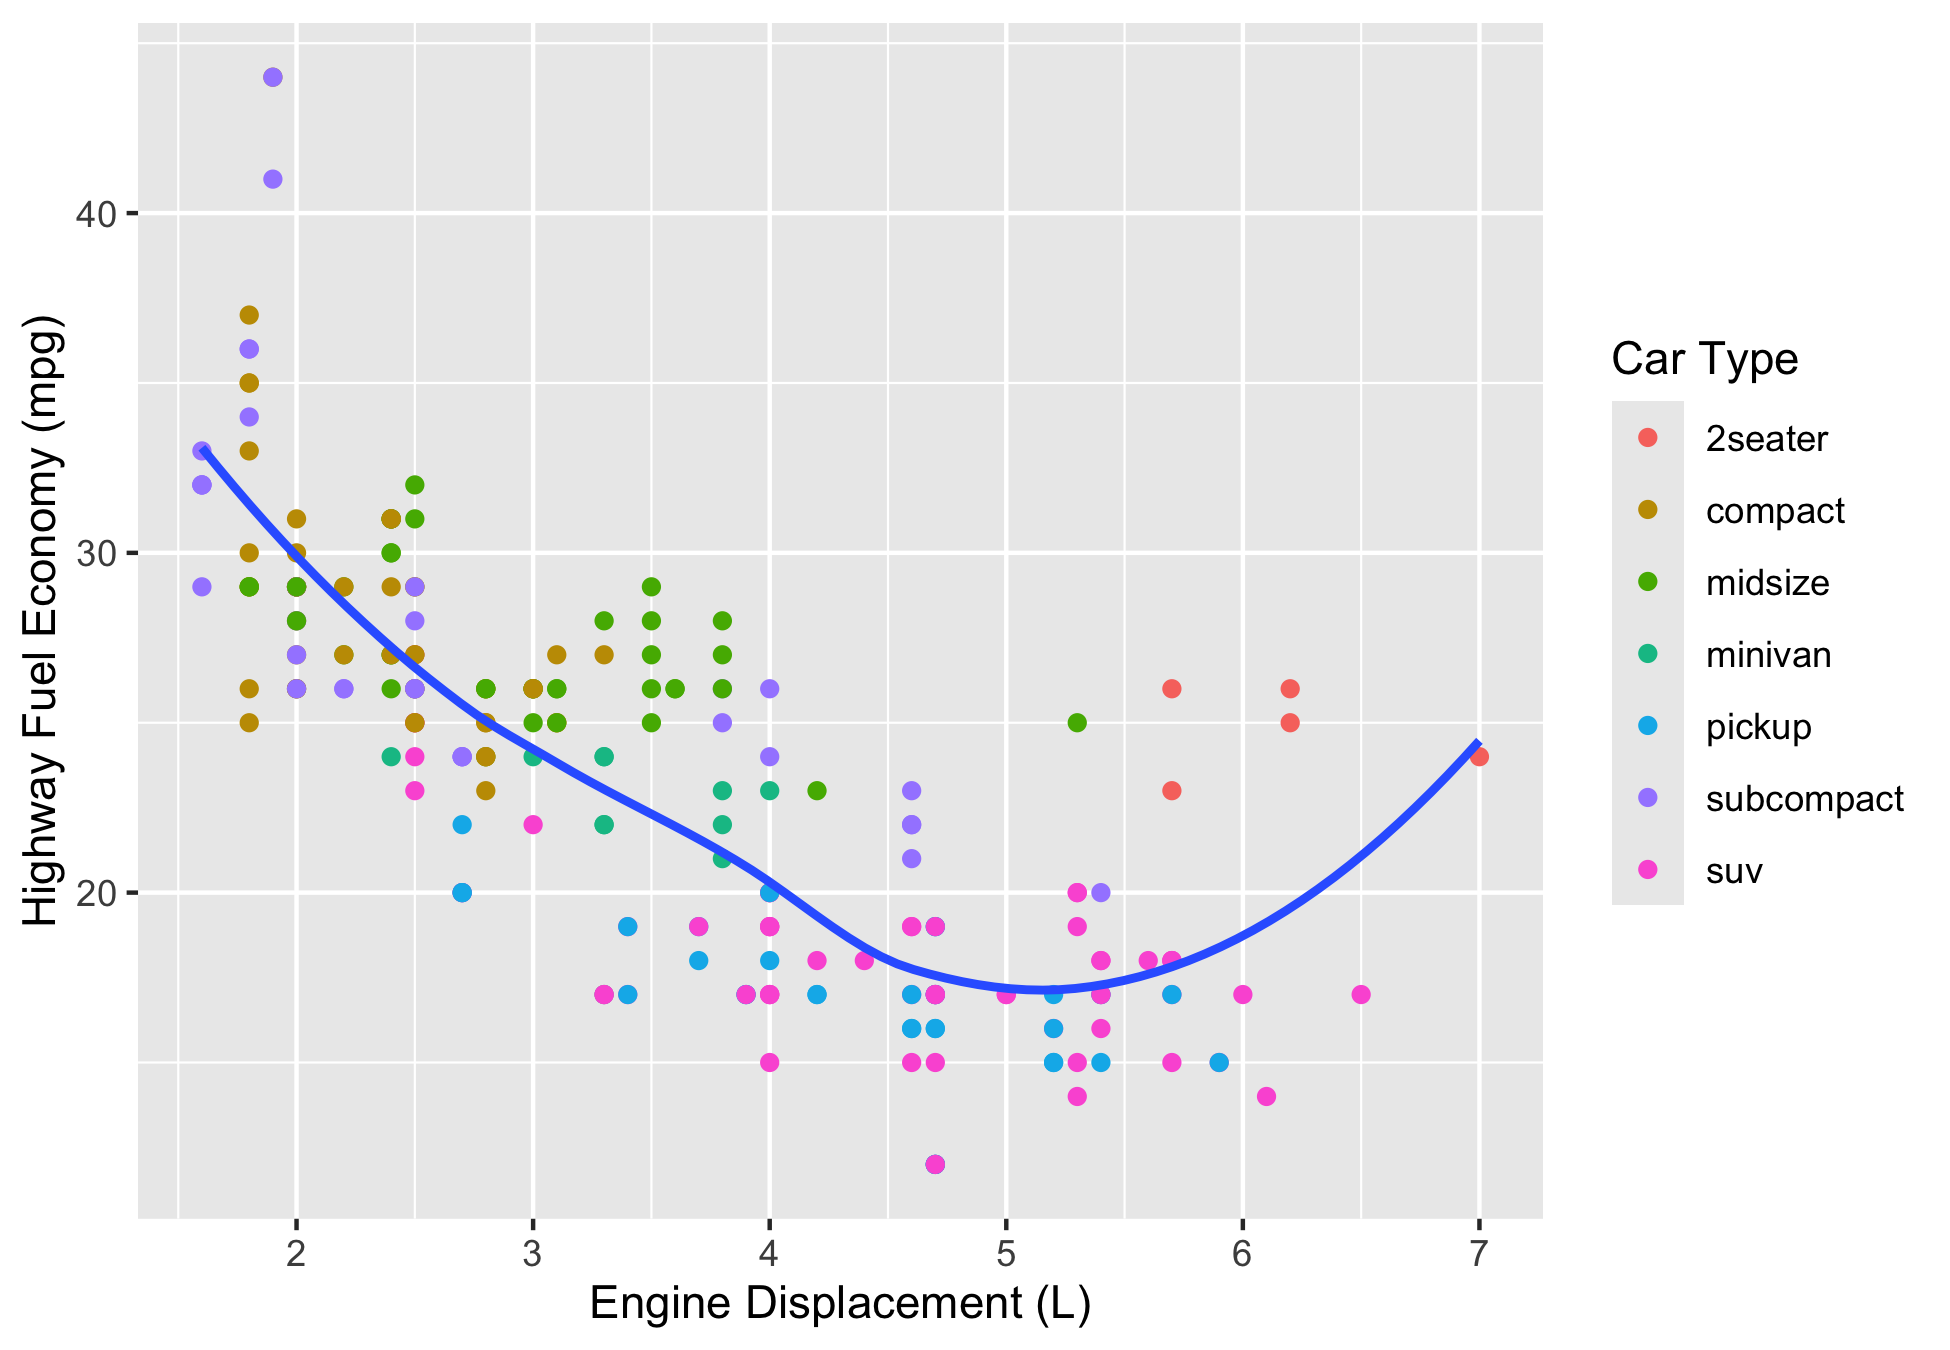 40
30
20
Highway Fuel Economy (mpg)
2 3 4 5 6 7
Engine Displacement (L)
Car Type
2seater
compact
midsize
minivan
pickup
subcompact
suv